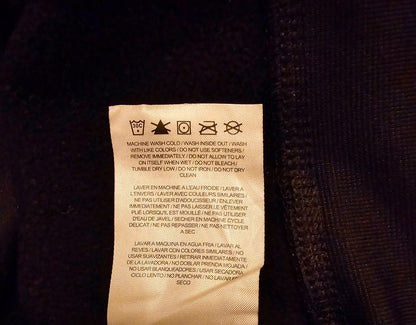 30C
MACHINE WASH COLD / WASH INSIDE OUT / WASH
WITH LIKE COLORS / DO NOT USE SOFTENERS /
REMOVE IMMEDIATELY / DO NOT ALLOW TO LAY
ON ITSELF WHEN WET / DO NOT BLEACH /
TUMBLE DRY LOW / DO NOT IRON / DO NOT DRY
CLEAN
LAVER EN MACHINE A L'EAU FROIDE / LAVER A
L'ENVERS / LAVER AVEC COULEURS SIMILAIRES /
NE PAS UTILISER D'ADOUCISSEURS / ENLEVER
IMMEDIATEMENT / NE PAS LAISSER LE VÊTEMENT
PLIÉ LORSQU'IL EST MOUILLÉ / NE PAS UTILISER
D'EAU DE JAVEL / SECHER EN MACHINE CYCLE
DELICAT / NE PAS REPASSER / NE PAS NETTOYER
A SEC
LAVAR A MAQUINA EN AGUA FRIA / LAVAR AL
REVES / LAVAR CON COLORES SIMILARES / NO
USAR SUAVIZANTES / RETIRAR IMMEDIATAMENTE
DE LA LAVADORA / NO DOBLAR PRENDA MOJADA /
NO USAR BLANQUEADORES / USAR SECADORA
CICLO LENTO / NO PLANCHAR / NO LAVAR EN
SECO